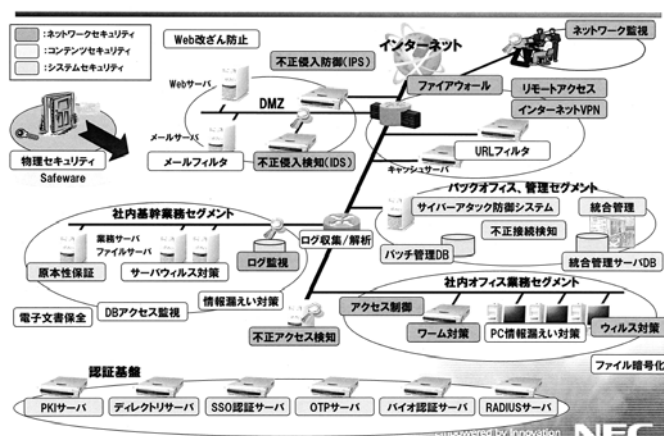 :ネットワークセキュリティ
:コンテンツセキュリティ
:システムセキュリティ
Web改ざん防止
インターネット
ネットワーク監視
不正侵入防御(IPS)
ファイアウォール
リモートアクセス
インターネットVPN
Webサーバ
DMZ
メールサーバ
メールフィルタ
不正侵入検知(IDS)
URLフィルタ
キャッシュサーバ
物理セキュリティ
Safeware
バックオフィス、管理セグメント
サイバーアタック防御システム
統合管理
不正接続検知
パッチ管理DB
統合管理サーバDB
社内基幹業務セグメント
ログ収集/解析
業務サーバ
ファイルサーバ
原本性保証
サーバウィルス対策
ログ監視
情報漏えい対策
DBアクセス監視
電子文書保全
不正アクセス検知
社内オフィス業務セグメント
アクセス制御
ワーム対策
PC情報漏えい対策
ウィルス対策
ファイル暗号化
認証基盤
PKIサーバ
ディレクトリサーバ
SSO認証サーバ
OTPサーバ
バイオ認証サーバ
RADIUSサーバ
Empowered by Innovation
NEC